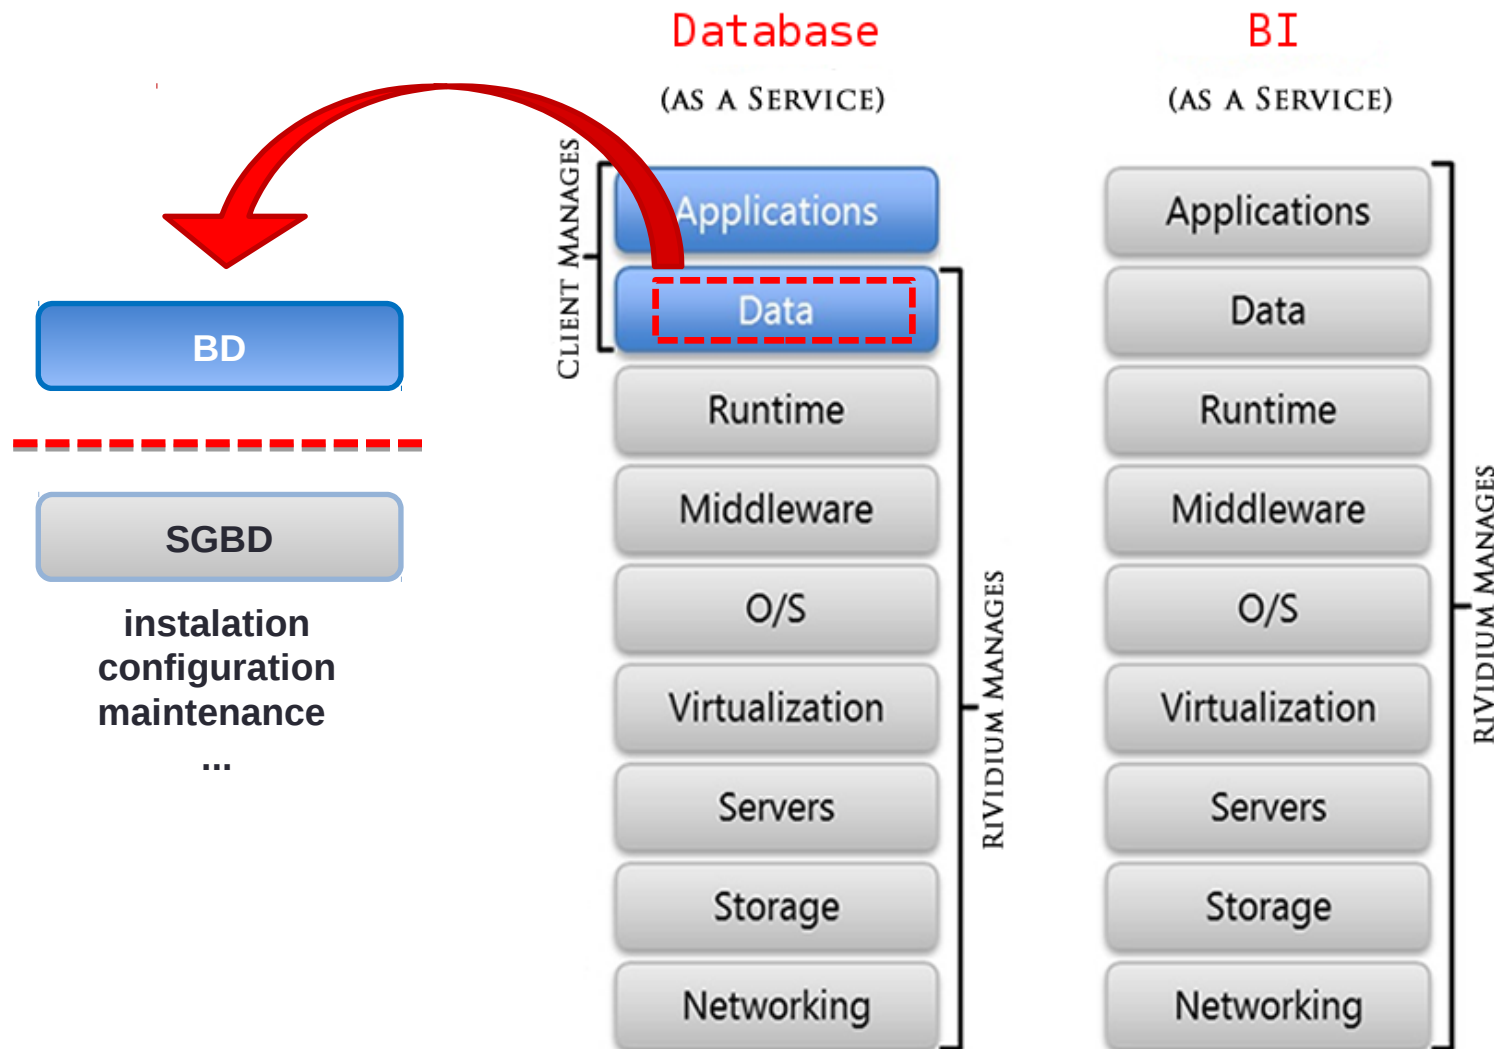 Database
(AS A SERVICE)
BI
(AS A SERVICE)
BD
SGBD
instalation
configuration
maintenance
...
CLIENT MANAGES
Applications
Data
Runtime
Middleware
O/S
Virtualization
Servers
Storage
Networking
RIVIDIUM MANAGES
Applications
Data
Runtime
Middleware
O/S
Virtualization
Servers
Storage
Networking
RIVIDIUM MANAGES